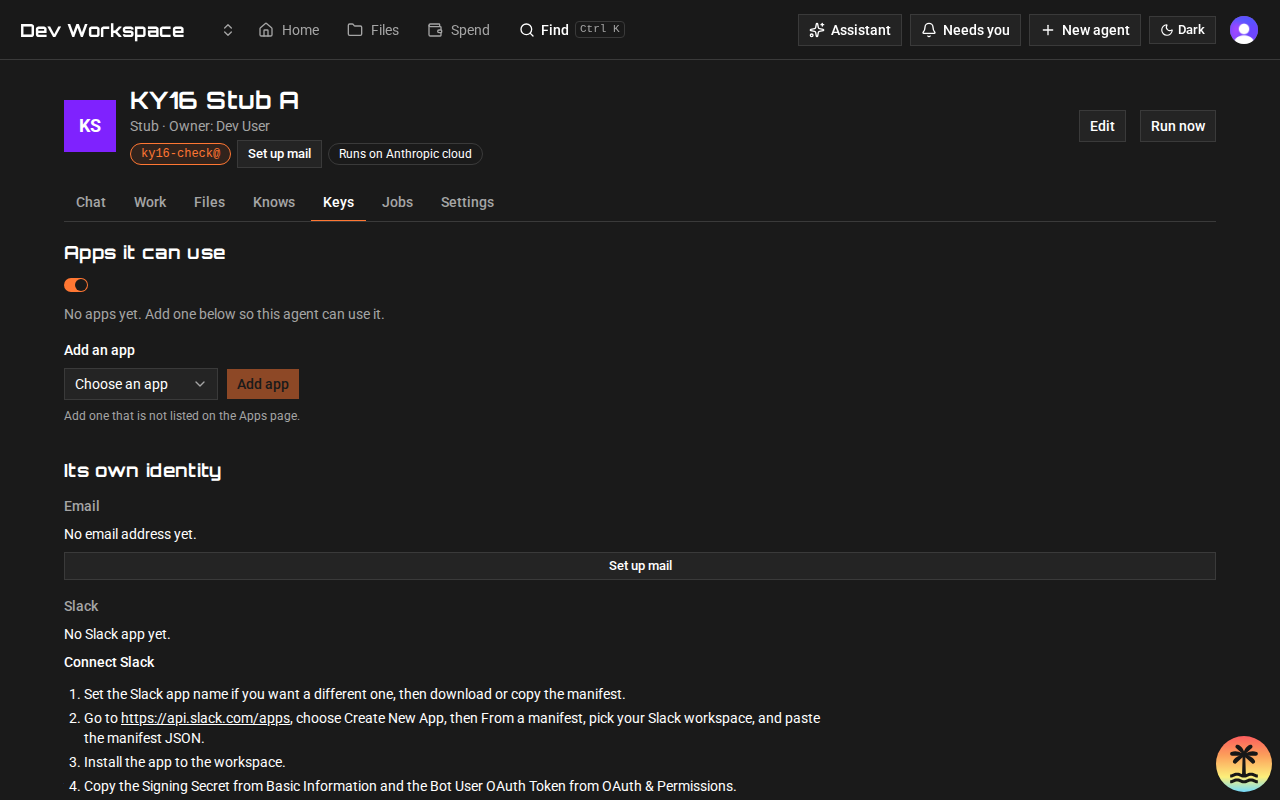 Dev Workspace
Home
Files
Spend
Find Ctrl K
Assistant
Needs you
New agent
Dark
KS
KY16 Stub A
Stub · Owner: Dev User
ky16-check@
Set up mail
Runs on Anthropic cloud
Edit
Run now
Chat
Work
Files
Knows
Keys
Jobs
Settings
Apps it can use
No apps yet. Add one below so this agent can use it.
Add an app
Choose an app
Add app
Add one that is not listed on the Apps page.
Its own identity
Email
No email address yet.
Set up mail
Slack
No Slack app yet.
Connect Slack
1. Set the Slack app name if you want a different one, then download or copy the manifest.
2. Go to https://api.slack.com/apps, choose Create New App, then From a manifest, pick your Slack workspace, and paste
the manifest JSON.
3. Install the app to the workspace.
4. Copy the Signing Secret from Basic Information and the Bot User OAuth Token from OAuth & Permissions.